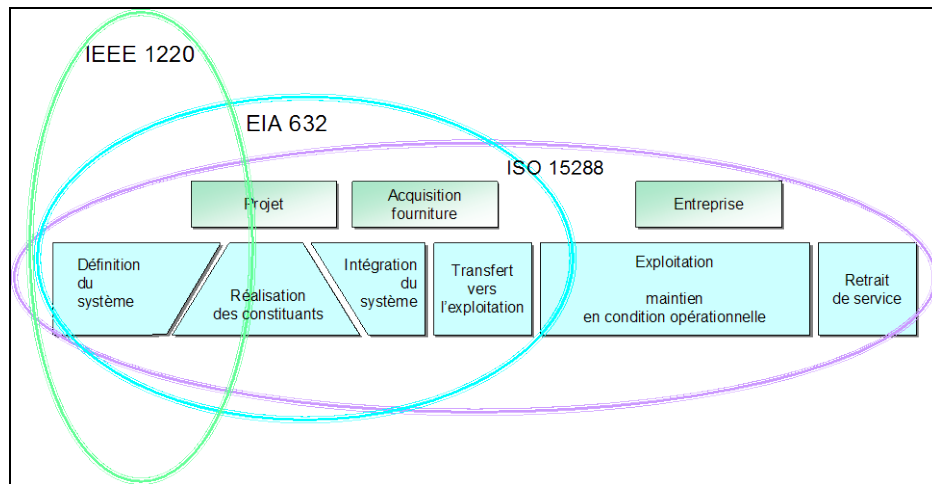 IEEE 1220
EIA 632
ISO 15288
Projet
Acquisition
fourniture
Entreprise
Définition
du
système
Réalisation
des constituants
Intégration
du
système
Transfert
vers
l'exploitation
Exploitation
maintien
en condition opérationnelle
Retrait
de service